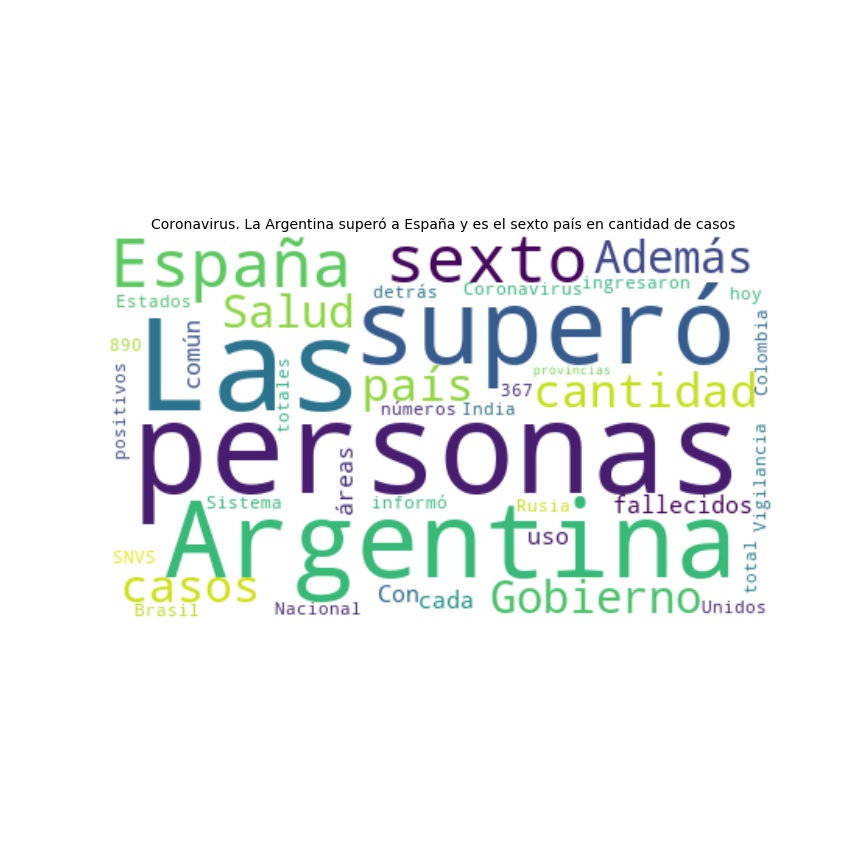 Coronavirus. La Argentina superó a España y es el sexto país en cantidad de casos
España sexto Además
Estados Salud detrás Coronavirus ingresaron hoy
890 Las común superó Colombia
positivos totales país 367 provincias cantidad
números India
personas
áreas Vigilancia
Sistema informó Rusia fallecidos
Argentina
SNVS uso total
casos Con cada Gobierno
Brasil Nacional Unidos